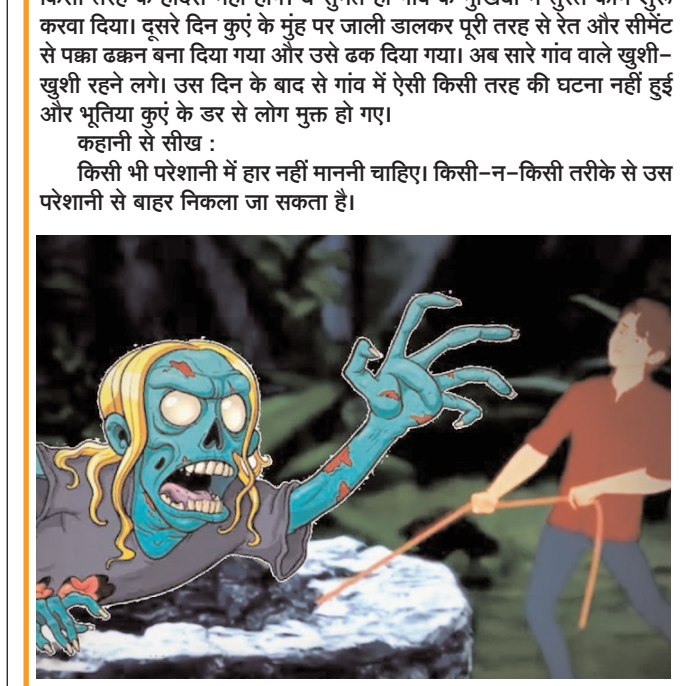 करवा दिया। दूसरे दिन कुएं के मुंह पर जाली डालकर पूरी तरह से रेत और सीमेंट
से पक्का ढक्कन बना दिया गया और उसे ढक दिया गया। अब सारे गांव वाले खुशी-
खुशी रहने लगे। उस दिन के बाद से गांव में ऐसी किसी तरह की घटना नहीं हुई
और भूतिया कुएं के डर से लोग मुक्त हो गए।
कहानी से सीख :
किसी भी परेशानी में हार नहीं माननी चाहिए। किसी-न-किसी तरीके से उस
परेशानी से बाहर निकला जा सकता है।